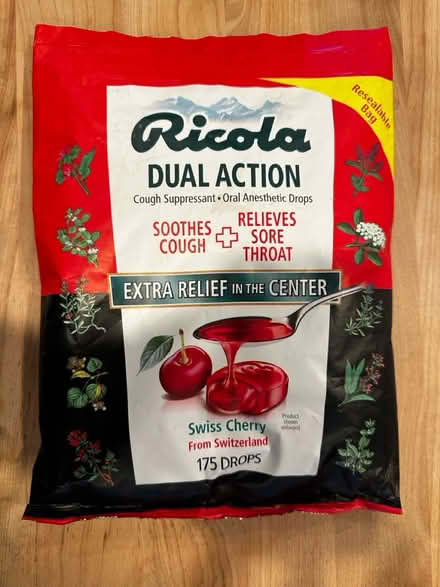 Resealable
Bag
Ricola
DUAL ACTION
Cough Suppressant • Oral Anesthetic Drops
SOOTHES
COUGH
+
RELIEVES
SORE
THROAT
EXTRA RELIEF IN THE CENTER
Swiss Cherry
From Switzerland
175 DROPS
Product
shown
enlarged